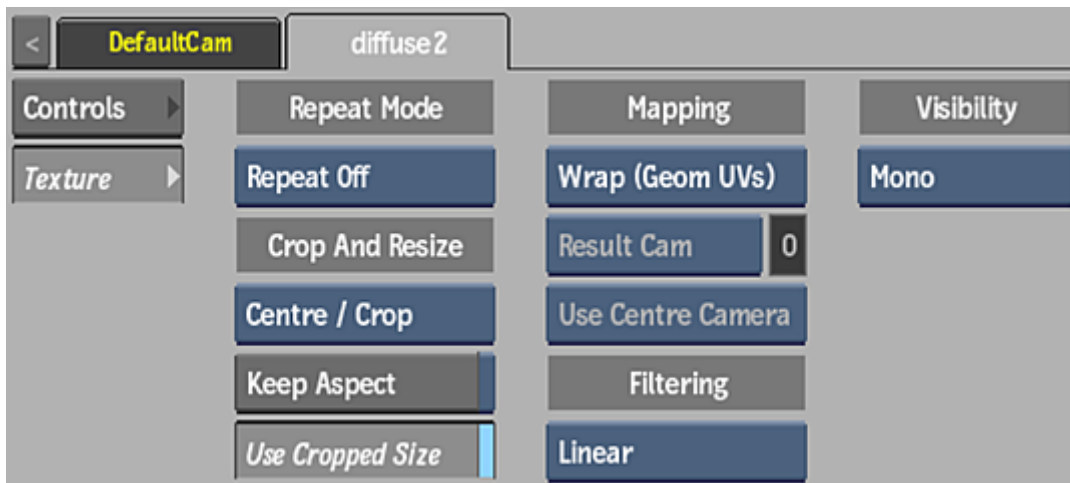 < DefaultCam diffuse2
Controls Repeat Mode Mapping Visibility
Texture Repeat Off Wrap (Geom UVs) Mono
Crop And Resize Result Cam 0
Centre / Crop Use Centre Camera
Keep Aspect Filtering
Use Cropped Size Linear